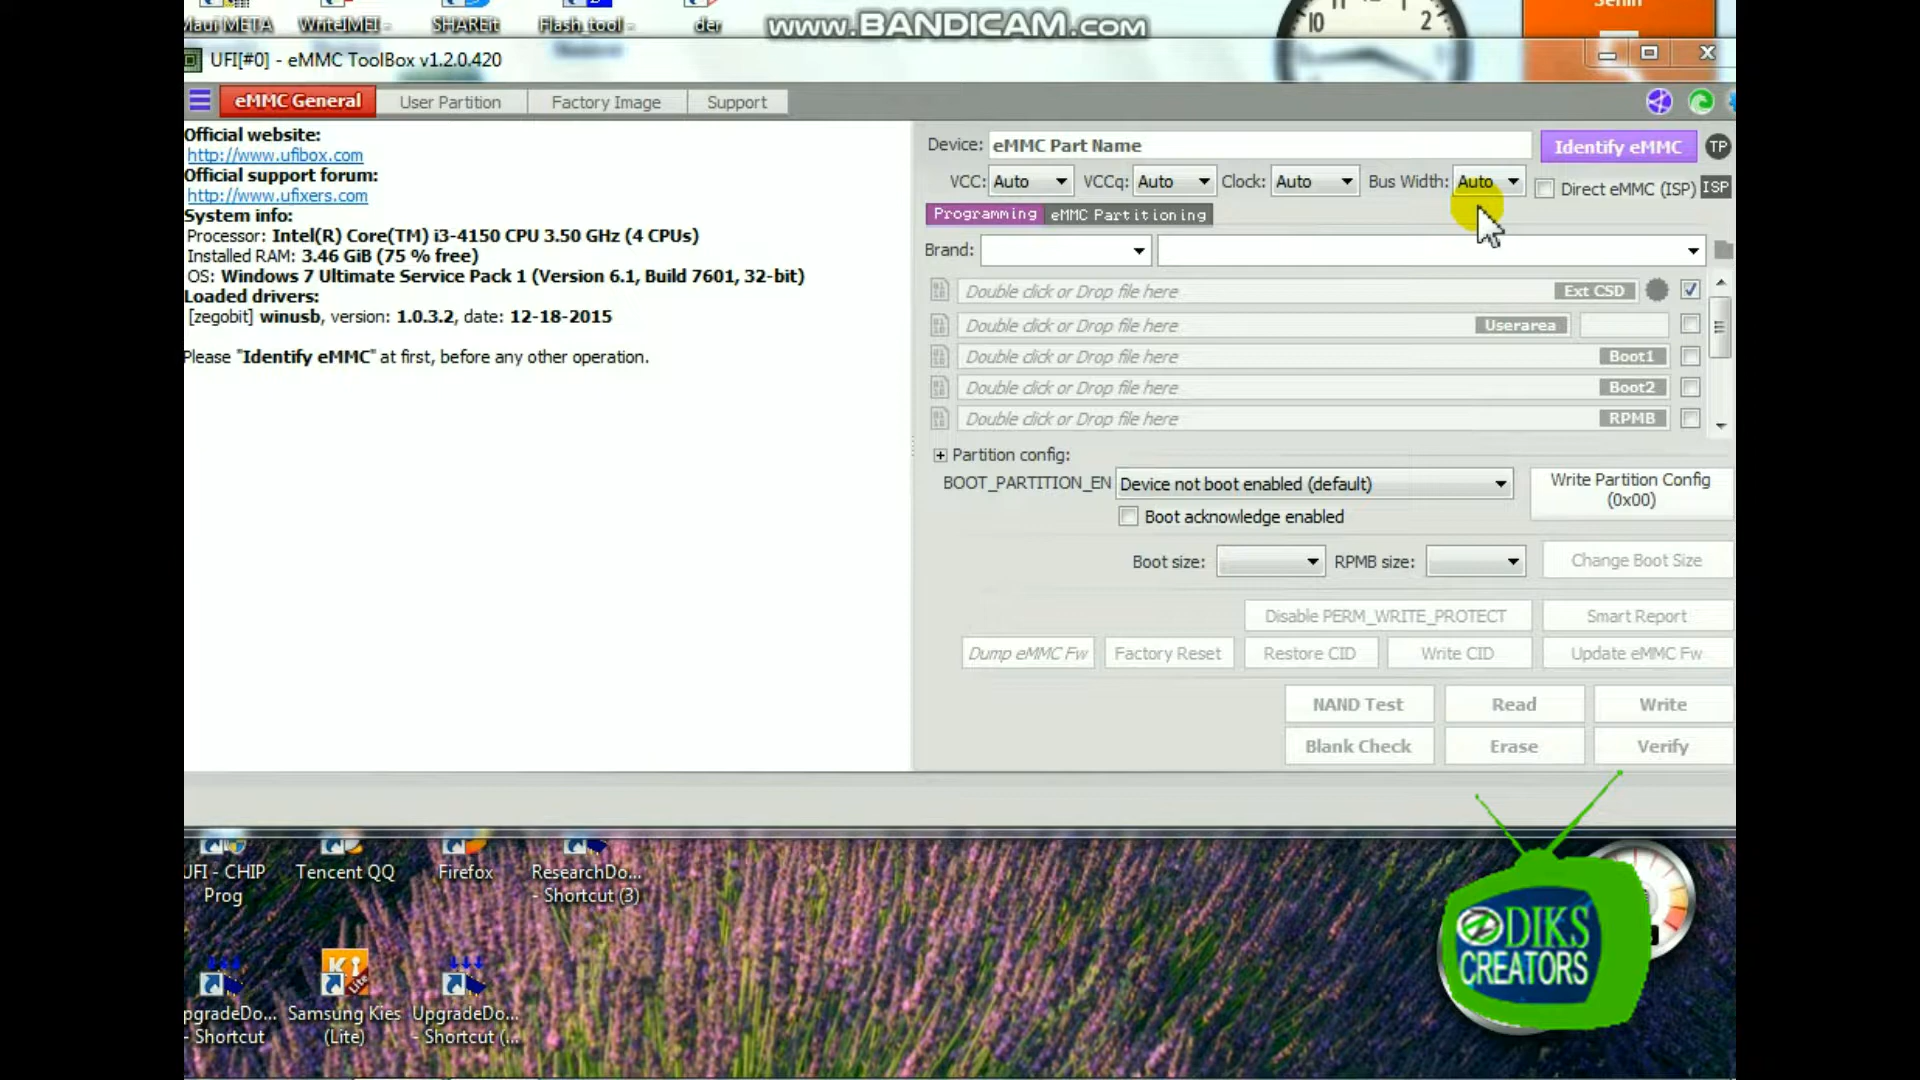 Maui META WriteIMEI - SHAREit Flash_tool - der
www.BANDICAM.com
10 2
Senin
UFI[#0] - eMMC ToolBox v1.2.0.420
eMMC General User Partition Factory Image Support
Official website:
http://www.ufibox.com
Official support forum:
http://www.ufixers.com
System info:
Processor: Intel(R) Core(TM) i3-4150 CPU 3.50 GHz (4 CPUs)
Installed RAM: 3.46 GiB (75 % free)
OS: Windows 7 Ultimate Service Pack 1 (Version 6.1, Build 7601, 32-bit)
Loaded drivers:
[zegobit] winusb, version: 1.0.3.2, date: 12-18-2015
Please "Identify eMMC" at first, before any other operation.
Device: eMMC Part Name Identify eMMC TP
VCC: Auto VCCq: Auto Clock: Auto Bus Width: Auto Direct eMMC (ISP) ISP
Programming eMMC Partitioning
Brand:
Double click or Drop file here Ext CSD
Double click or Drop file here Userarea
Double click or Drop file here Boot1
Double click or Drop file here Boot2
Double click or Drop file here RPMB
Partition config:
BOOT_PARTITION_EN Device not boot enabled (default) Write Partition Config
(0x00)
Boot acknowledge enabled
Boot size: RPMB size: Change Boot Size
Disable PERM_WRITE_PROTECT Smart Report
Dump eMMC Fw Factory Reset Restore CID Write CID Update eMMC Fw
NAND Test Read Write
Blank Check Erase Verify
UFI - CHIP
Prog
Tencent QQ
Firefox
ResearchDo...
- Shortcut (3)
pgradeDo...
- Shortcut
Samsung Kies
(Lite)
UpgradeDo...
- Shortcut (...
DIKS
CREATORS